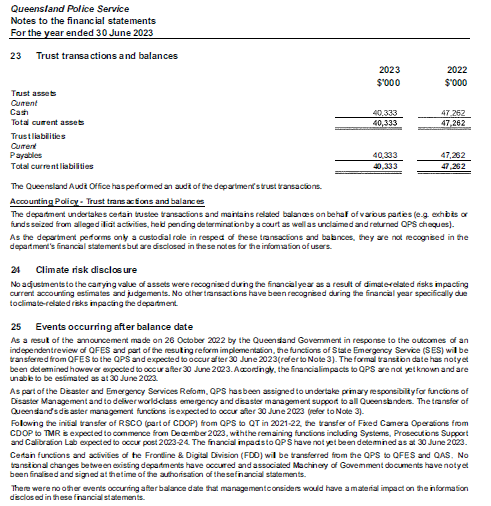 Queensland Police Service
Notes to the financial statements
For the year ended 30 June 2023
23 Trust transactions and balances
2023 2022
$'000 $'000
Trust assets
Current
Cash 40,333 47,262
Total current assets 40,333 47,262
Trust liabilities
Current
Payables 40,333 47,262
Total current liabilities 40,333 47,262
The Queensland Audit Office has performed an audit of the department's trust transactions.
Accounting Policy - Trust transactions and balances
The department undertakes certain trustee transactions and maintains related balances on behalf of various parties (e.g. exhibits or
funds seized from alleged illicit activities, held pending determination by a court as well as unclaimed and returned QPS cheques).
As the department performs only a custodial role in respect of these transactions and balances, they are not recognised in the
department's financial statements but are disclosed in these notes for the information of users.
24 Climate risk disclosure
No adjustments to the carrying value of assets were recognised during the financial year as a result of climate-related risks impacting
current accounting estimates and judgements. No other transactions have been recognised during the financial year specifically due
to climate-related risks impacting the department.
25 Events occurring after balance date
As a result of the announcement made on 26 October 2022 by the Queensland Government in response to the outcomes of an
independent review of QFES and part of the resulting reform implementation, the functions of State Emergency Service (SES) will be
transferred from QFES to the QPS and expected to occur after 30 June 2023 (refer to Note 3). The formal transition date has not yet
been determined however expected to occur after 30 June 2023. Accordingly, the financial impacts to QPS are not yet known and are
unable to be estimated as at 30 June 2023.
As part of the Disaster and Emergency Services Reform, QPS has been assigned to undertake primary responsibility for functions of
Disaster Management and to deliver world-class emergency and disaster management support to all Queenslanders. The transfer of
Queensland's disaster management functions is expected to occur after 30 June 2023 (refer to Note 3).
Following the initial transfer of RSCO (part of CDOP) from QPS to QT in 2021-22, the transfer of Fixed Camera Operations from
CDOP to TMR is expected to commence from December 2023, with the remaining functions including Systems, Prosecutions Support
and Calibration Lab expected to occur post 2023-24. The financial impacts to QPS have not yet been determined as at 30 June 2023.
Certain functions and activities of the Frontline & Digital Division (FDD) will be transferred from the QPS to QFES and QAS. No
transitional changes between existing departments have occurred and associated Machinery of Government documents have not yet
been finalised and signed at the time of the authorisation of these financial statements.
There were no other events occurring after balance date that management considers would have a material impact on the information
disclosed in these financial statements.